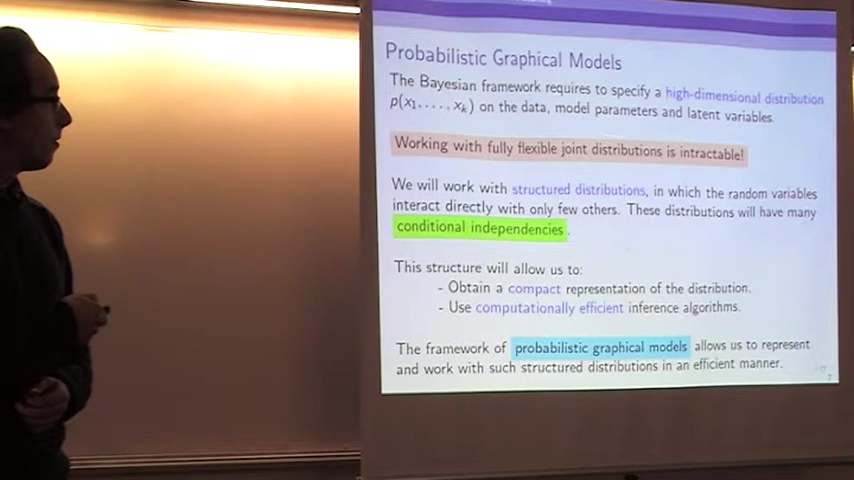 Probabilistic Graphical Models
The Bayesian framework requires to specify a high-dimensional distribution
p(x₁, . . . , xₖ) on the data, model parameters and latent variables.
Working with fully flexible joint distributions is intractable!
We will work with structured distributions, in which the random variables
interact directly with only few others. These distributions will have many
conditional independencies.
This structure will allow us to:
- Obtain a compact representation of the distribution.
- Use computationally efficient inference algorithms.
The framework of probabilistic graphical models allows us to represent
and work with such structured distributions in an efficient manner.